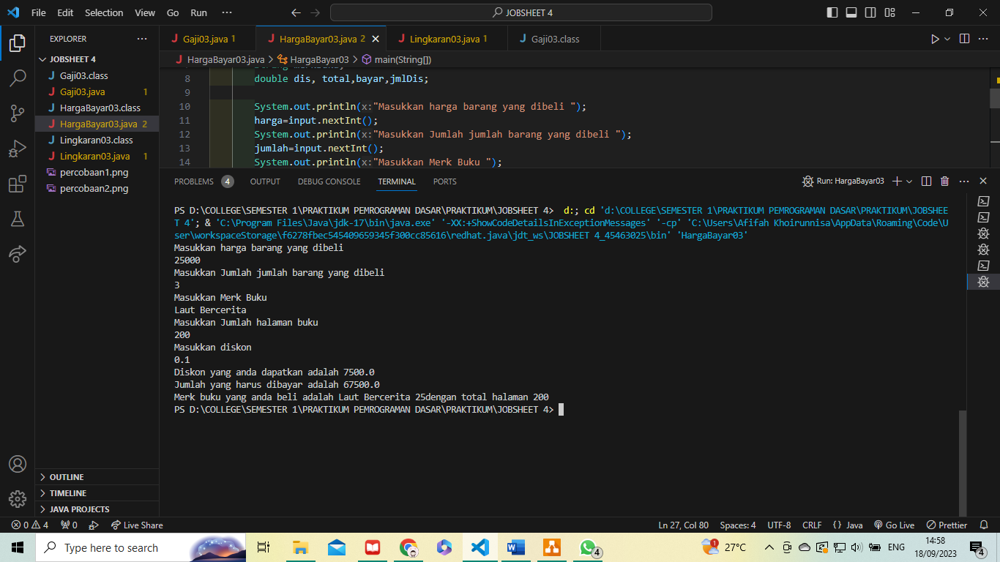 File Edit Selection View Go Run ··· JOBSHEET 4
EXPLORER ···
JOBSHEET 4
Gaji03.class
Gaji03.java 1
HargaBayar03.class
HargaBayar03.java 2
Lingkaran03.class
Lingkaran03.java 1
percobaan1.png
percobaan2.png
OUTLINE
TIMELINE
JAVA PROJECTS
Gaji03.java 1 HargaBayar03.java 2 Lingkaran03.java 1 Gaji03.class
HargaBayar03.java > HargaBayar03 > main(String[])
8 double dis, total,bayar,jmlDis;
9
10 System.out.println(x:"Masukkan harga barang yang dibeli ");
11 harga=input.nextInt();
12 System.out.println(x:"Masukkan Jumlah jumlah barang yang dibeli ");
13 jumlah=input.nextInt();
14 System.out.println(x:"Masukkan Merk Buku ");
PROBLEMS 4 OUTPUT DEBUG CONSOLE TERMINAL PORTS Run: HargaBayar03
PS D:\COLLEGE\SEMESTER 1\PRAKTIKUM PEMROGRAMAN DASAR\PRAKTIKUM\JOBSHEET 4>  d:; cd 'd:\COLLEGE\SEMESTER 1\PRAKTIKUM PEMROGRAMAN DASAR\PRAKTIKUM\JOBSHEE
T 4'; & 'C:\Program Files\Java\jdk-17\bin\java.exe' '-XX:+ShowCodeDetailsInExceptionMessages' '-cp' 'C:\Users\Afifah Khoirunnisa\AppData\Roaming\Code\U
ser\workspaceStorage\f6278fbec545409659345f300cc85616\redhat.java\jdt_ws\JOBSHEET 4_45463025\bin' 'HargaBayar03'
Masukkan harga barang yang dibeli
25000
Masukkan Jumlah jumlah barang yang dibeli
3
Masukkan Merk Buku
Laut Bercerita
Masukkan Jumlah halaman buku
200
Masukkan diskon
0.1
Diskon yang anda dapatkan adalah 7500.0
Jumlah yang harus dibayar adalah 67500.0
Merk buku yang anda beli adalah Laut Bercerita 25dengan total halaman 200
PS D:\COLLEGE\SEMESTER 1\PRAKTIKUM PEMROGRAMAN DASAR\PRAKTIKUM\JOBSHEET 4>
0 4 0 Live Share Ln 27, Col 80 Spaces: 4 UTF-8 CRLF {} Java Go Live Prettier
Type here to search 1 27°C ENG 14:58
4 18/09/2023 4